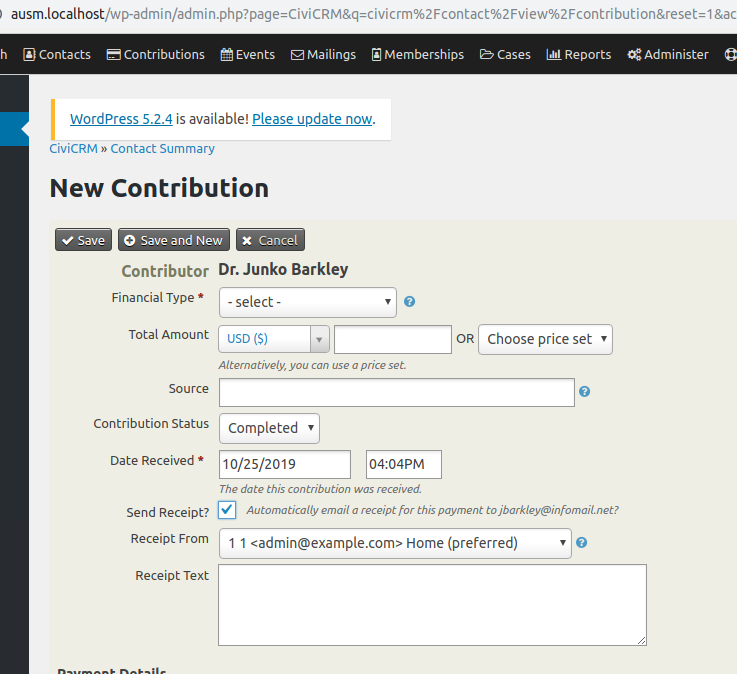 ausm.localhost/wp-admin/admin.php?page=CiviCRM&q=civicrm%2Fcontact%2Fview%2Fcontribution&reset=1&ac
h Contacts Contributions Events Mailings Memberships Cases Reports Administer
WordPress 5.2.4 is available! Please update now.
CiviCRM » Contact Summary
New Contribution
Save Save and New Cancel
Contributor Dr. Junko Barkley
Financial Type * - select -
Total Amount USD ($) OR Choose price set
Alternatively, you can use a price set.
Source
Contribution Status Completed
Date Received * 10/25/2019 04:04PM
The date this contribution was received.
Send Receipt? Automatically email a receipt for this payment to jbarkley@infomail.net?
Receipt From 1 1 <admin@example.com> Home (preferred)
Receipt Text
Payment Details